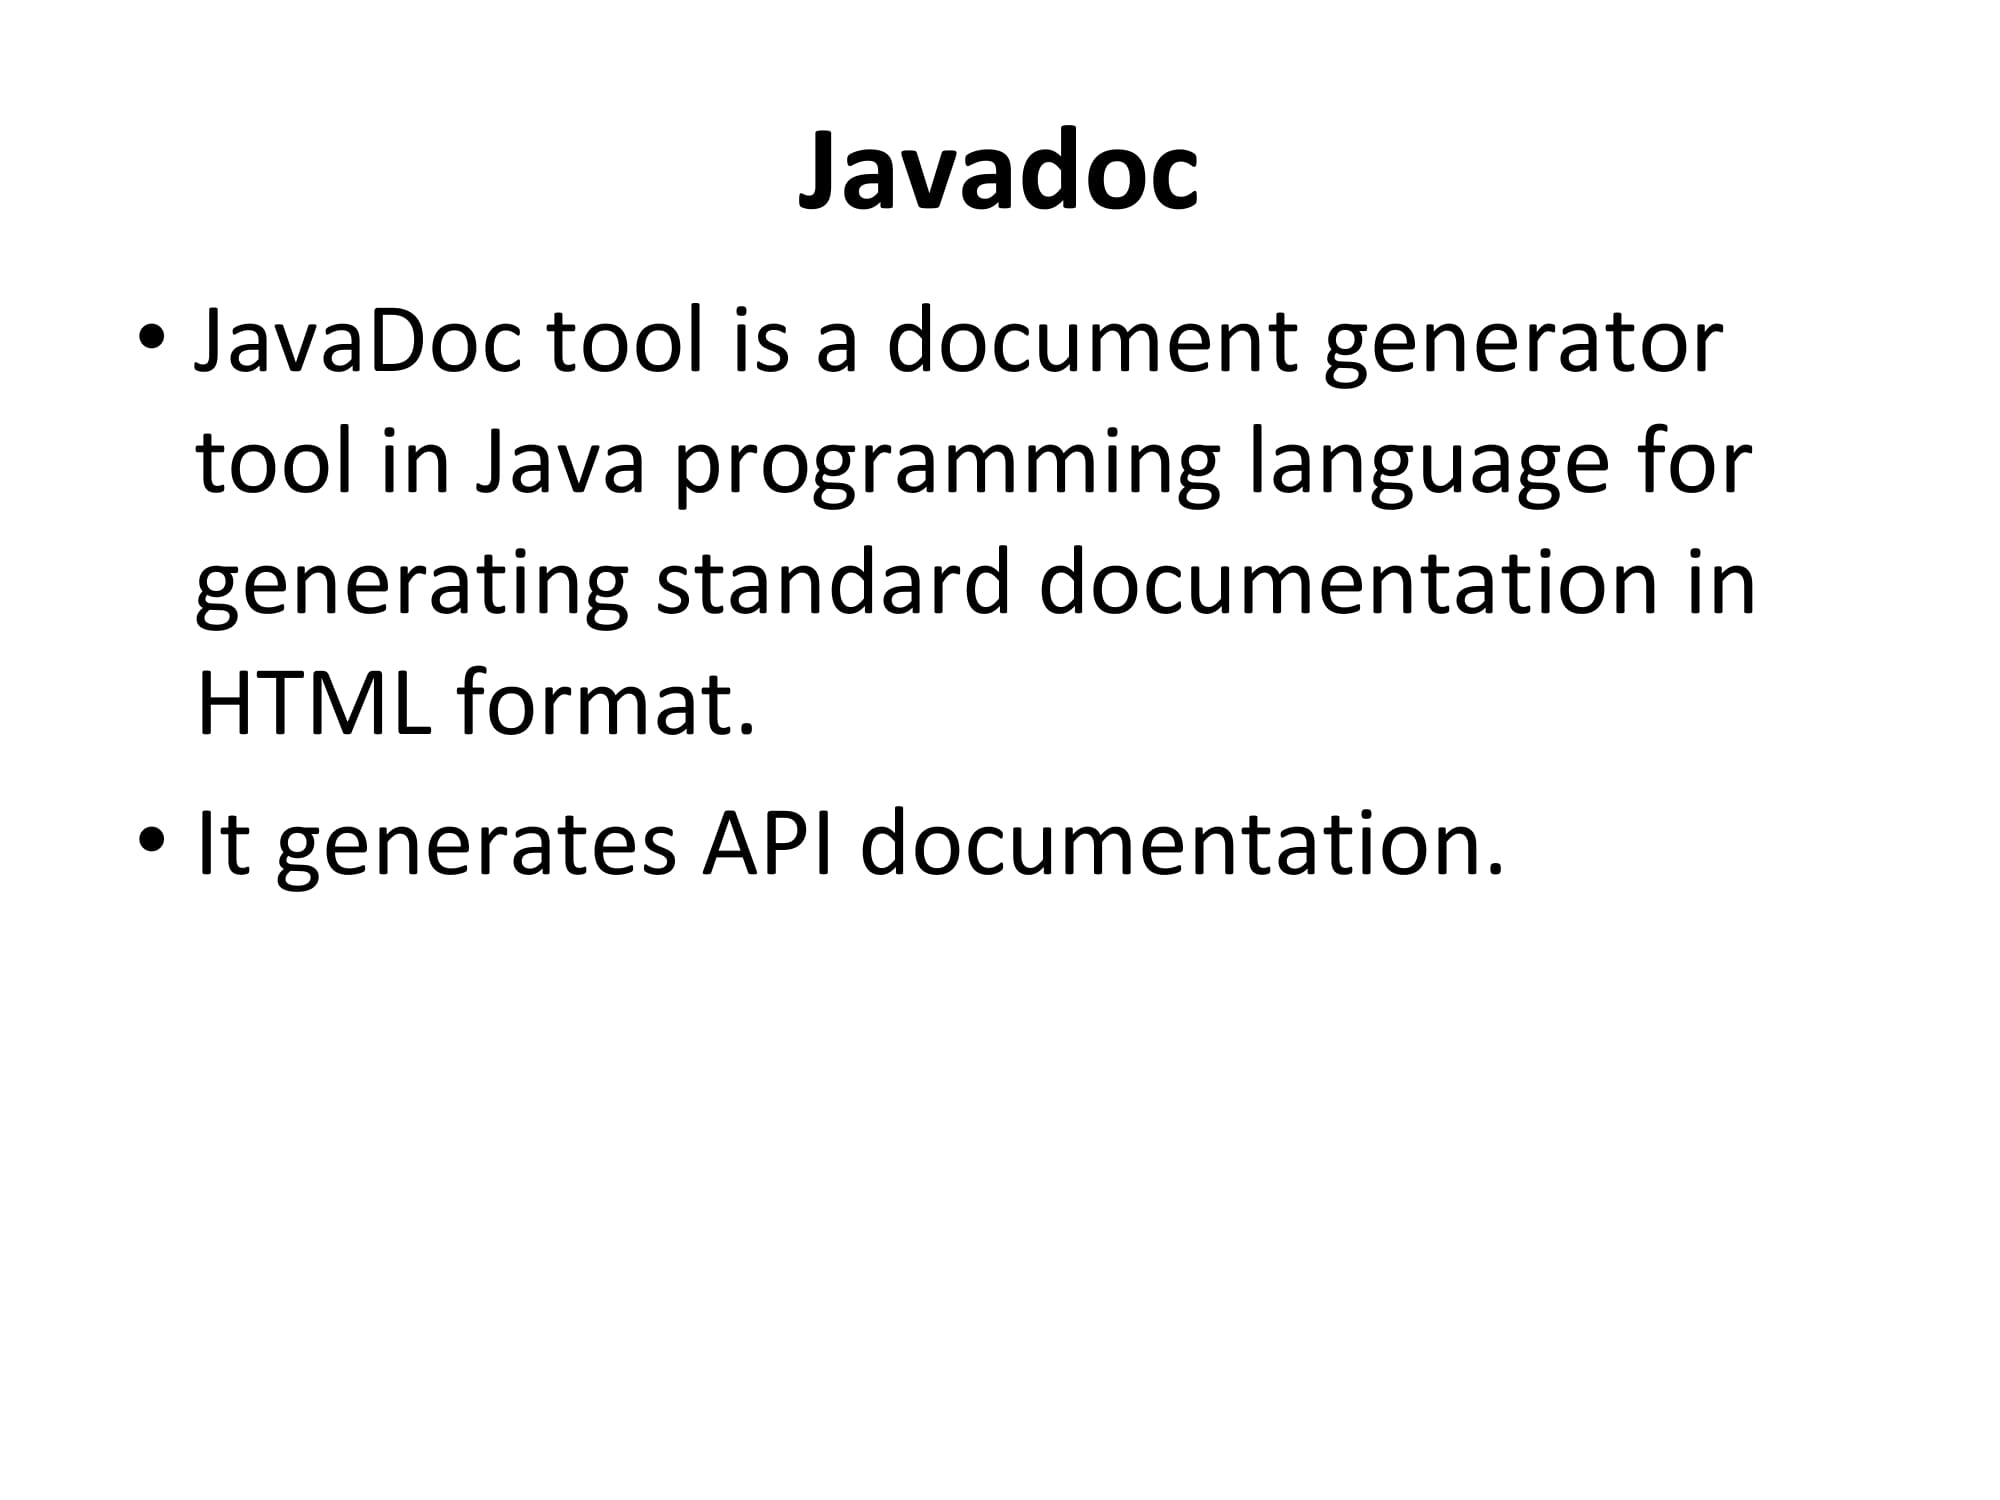 Javadoc
• JavaDoc tool is a document generator
tool in Java programming language for
generating standard documentation in
HTML format.
• It generates API documentation.